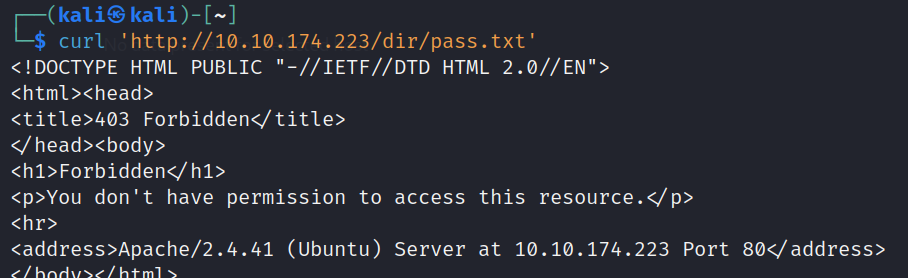 ┌──(kali㉿kali)-[~]
└─$ curl 'http://10.10.174.223/dir/pass.txt'
<!DOCTYPE HTML PUBLIC "-//IETF//DTD HTML 2.0//EN">
<html><head>
<title>403 Forbidden</title>
</head><body>
<h1>Forbidden</h1>
<p>You don't have permission to access this resource.</p>
<hr>
<address>Apache/2.4.41 (Ubuntu) Server at 10.10.174.223 Port 80</address>
</body></html>